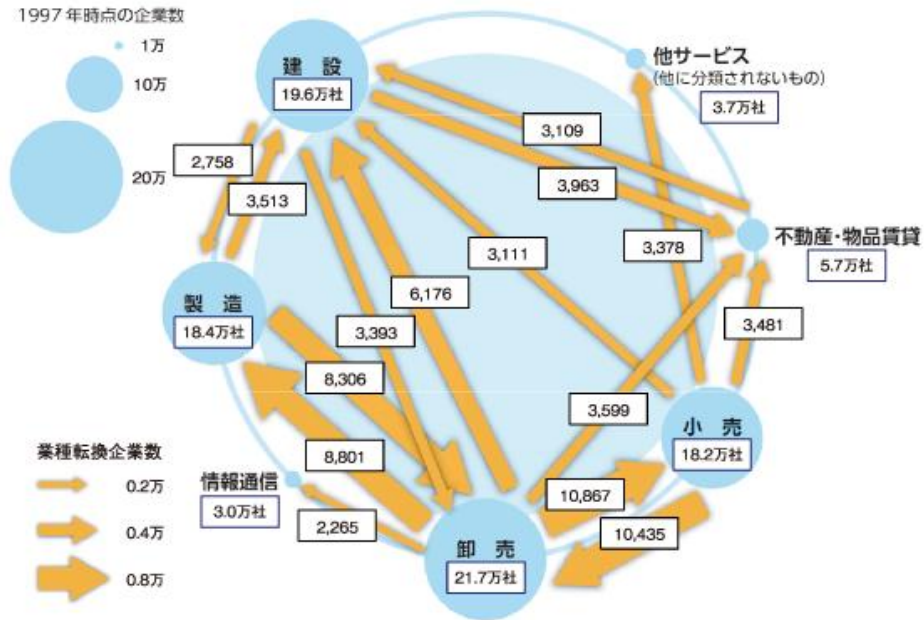 1997年時点の企業数
1万
10万
20万
建 設
19.6万社
他サービス
(他に分類されないもの)
3.7万社
3,109
2,758
3,963
3,513
不動産・物品賃貸
5.7万社
3,111
3,378
6,176
製 造
18.4万社
3,393
3,481
8,306
3,599
小 売
18.2万社
業種転換企業数
0.2万
0.4万
0.8万
8,801
情報通信
3.0万社
10,867
2,265
10,435
卸 売
21.7万社